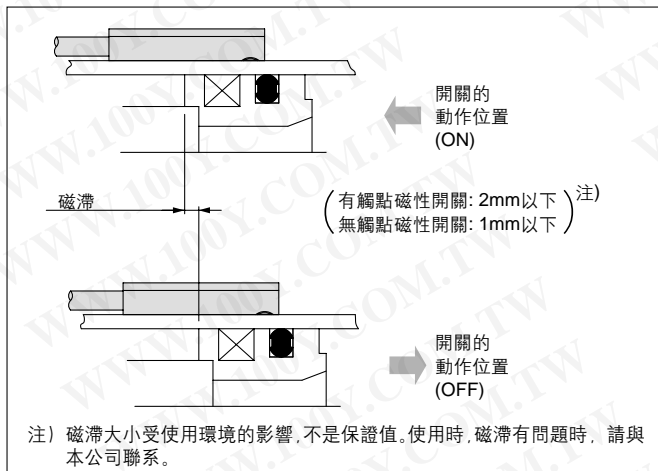 開關的
動作位置
(ON)
磁滯
有觸點磁性開關: 2mm以下
無觸點磁性開關: 1mm以下
注)
開關的
動作位置
(OFF)
注) 磁滯大小受使用環境的影響,不是保證值。使用時,磁滯有問題時, 請與
本公司聯系。
WWW.100Y.COM.TW